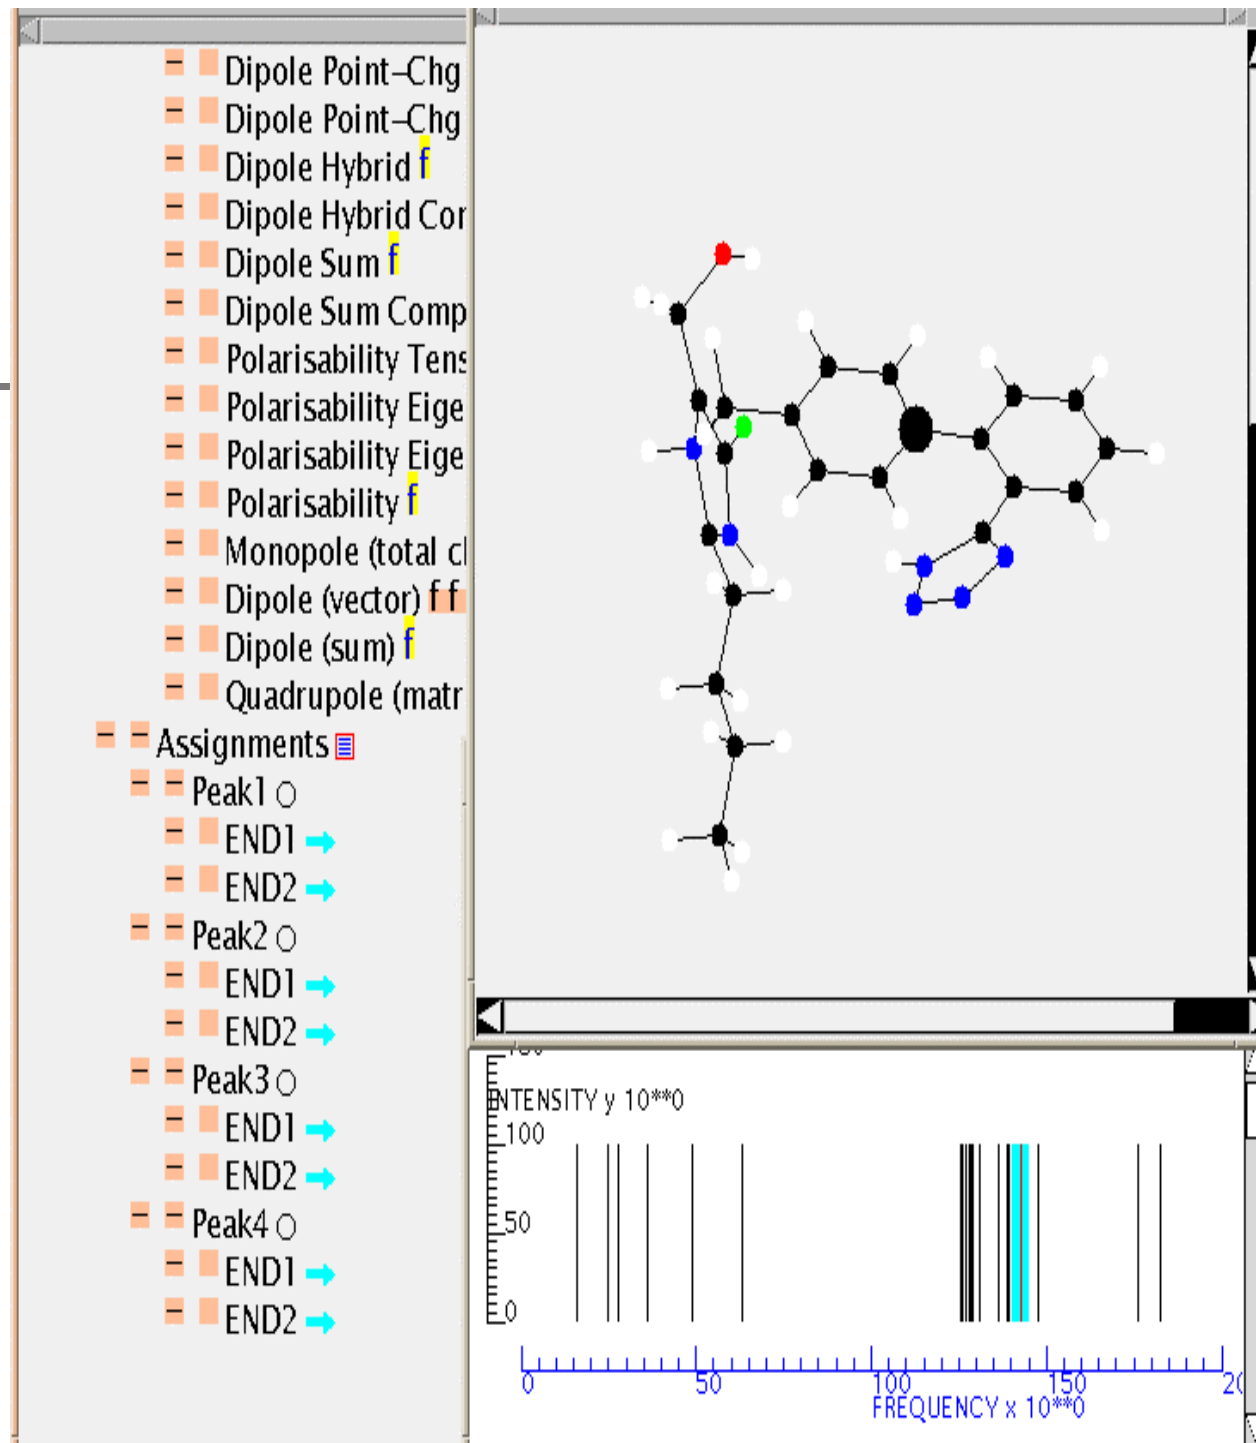 Dipole Point-Chg
Dipole Point-Chg
Dipole Hybrid f
Dipole Hybrid Cor
Dipole Sum f
Dipole Sum Comp
Polarisability Tens
Polarisability Eige
Polarisability Eige
Polarisability f
Monopole (total cl
Dipole (vector) f f
Dipole (sum) f
Quadrupole (matr
Assignments
Peak1
END1
END2
Peak2
END1
END2
Peak3
END1
END2
Peak4
END1
END2
INTENSITY y 10**0
100
50
0
0 50 100 150 20
FREQUENCY x 10**0